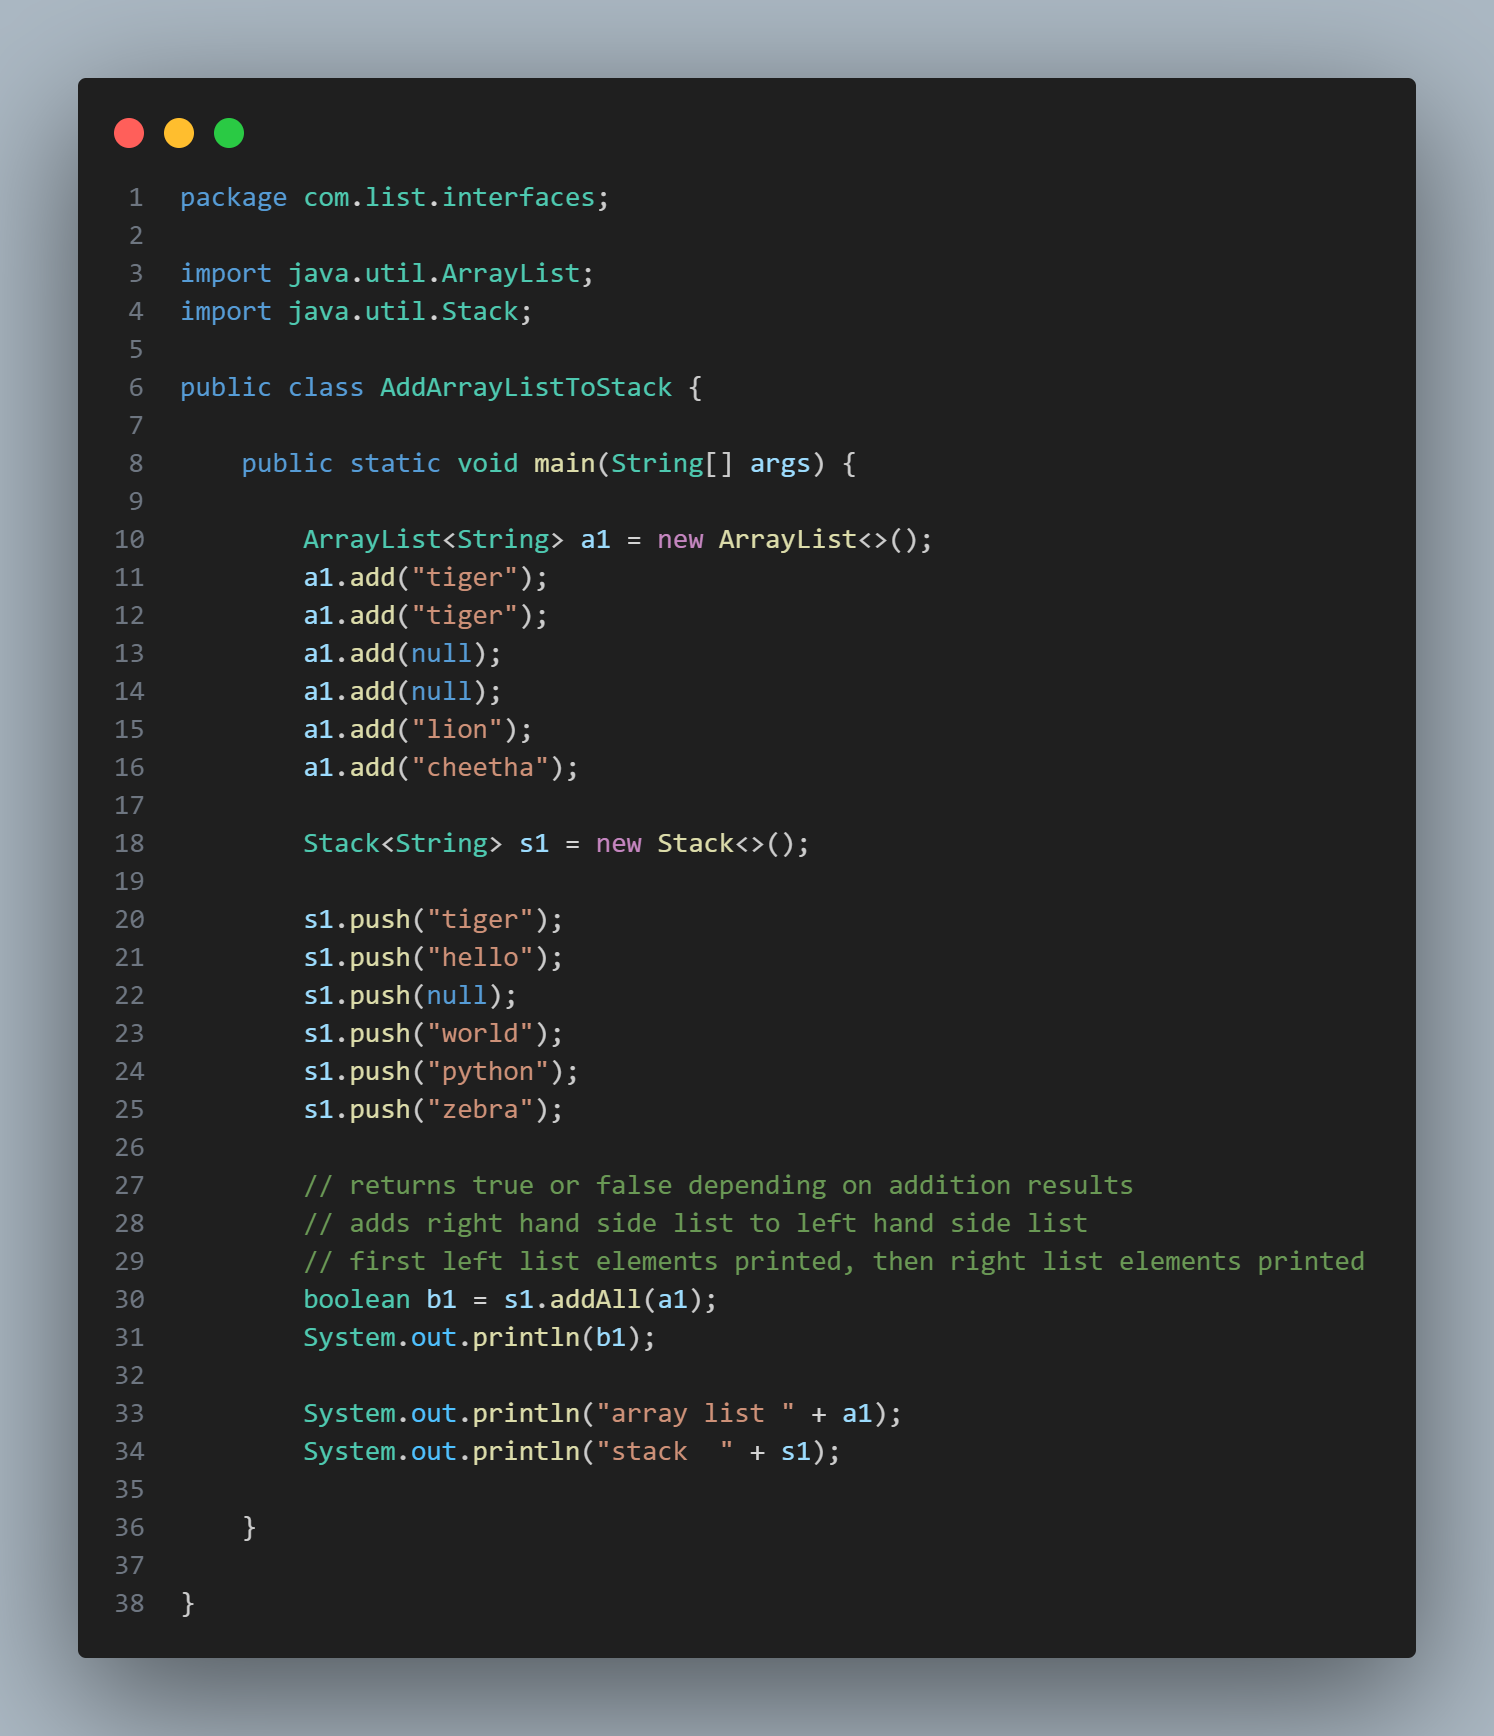 1 package com.list.interfaces;
2
3 import java.util.ArrayList;
4 import java.util.Stack;
5
6 public class AddArrayListToStack {
7
8     public static void main(String[] args) {
9
10         ArrayList<String> a1 = new ArrayList<>();
11         a1.add("tiger");
12         a1.add("tiger");
13         a1.add(null);
14         a1.add(null);
15         a1.add("lion");
16         a1.add("cheetha");
17
18         Stack<String> s1 = new Stack<>();
19
20         s1.push("tiger");
21         s1.push("hello");
22         s1.push(null);
23         s1.push("world");
24         s1.push("python");
25         s1.push("zebra");
26
27         // returns true or false depending on addition results
28         // adds right hand side list to left hand side list
29         // first left list elements printed, then right list elements printed
30         boolean b1 = s1.addAll(a1);
31         System.out.println(b1);
32
33         System.out.println("array list " + a1);
34         System.out.println("stack  " + s1);
35
36     }
37
38 }